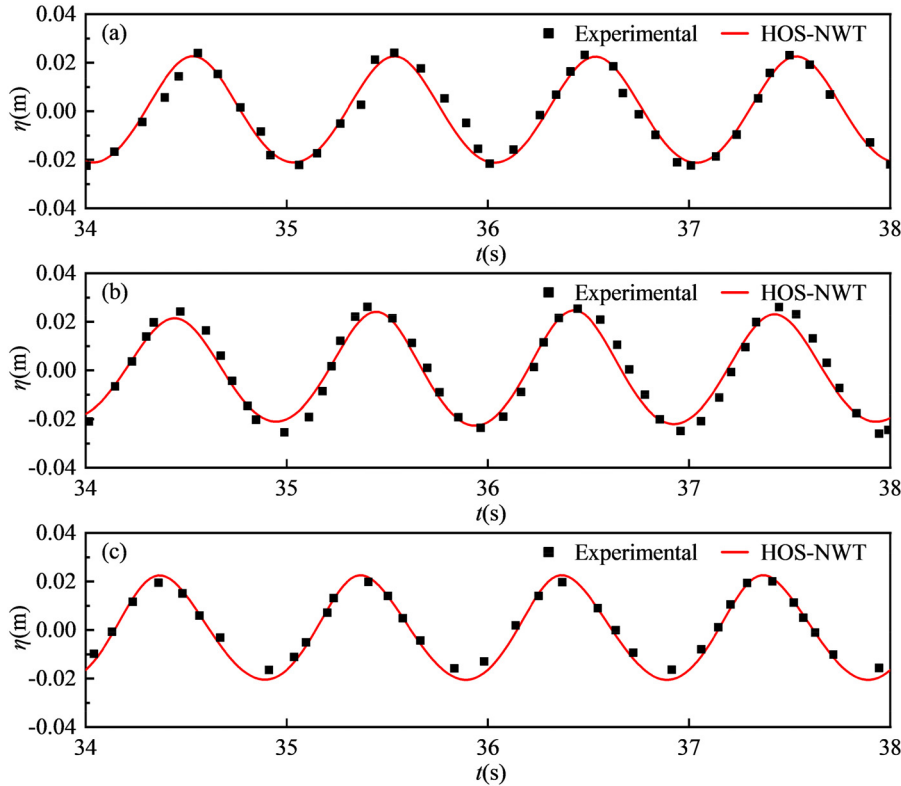 0.04
(a)
Experimental
HOS-NWT
0.02
η(m)
0.00
-0.02
-0.04
34
35
36
37
38
t(s)
0.04
(b)
Experimental
HOS-NWT
0.02
η(m)
0.00
-0.02
-0.04
34
35
36
37
38
t(s)
0.04
(c)
Experimental
HOS-NWT
0.02
η(m)
0.00
-0.02
-0.04
34
35
36
37
38
t(s)